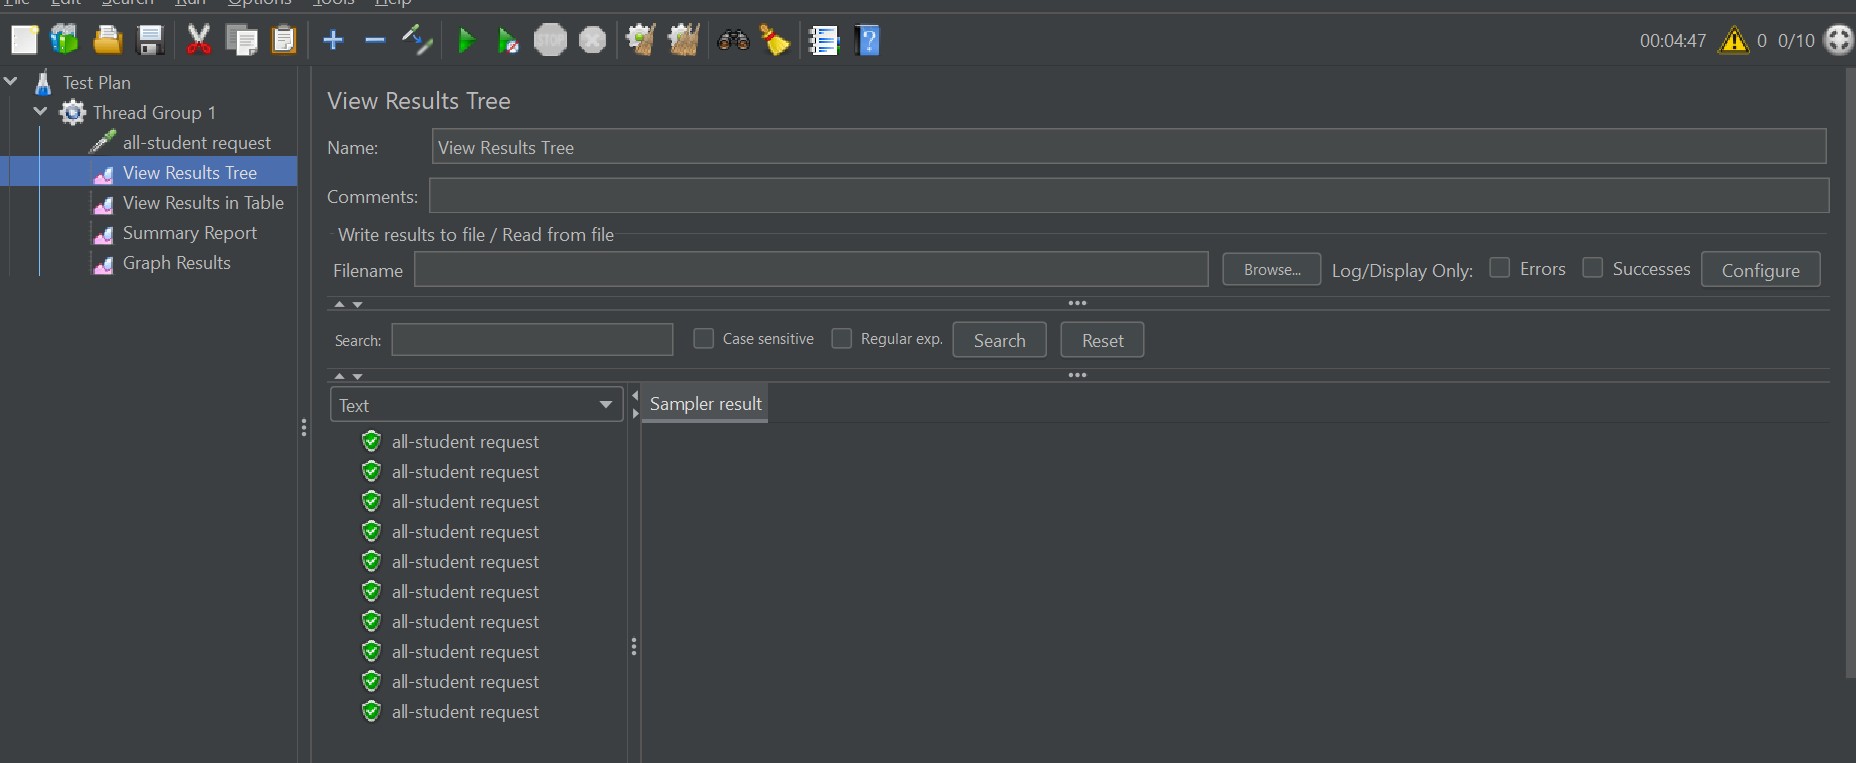 File Edit Search Run Options Tools Help
STOP
00:04:47 0 0/10
Test Plan
Thread Group 1
all-student request
View Results Tree
View Results in Table
Summary Report
Graph Results
View Results Tree
Name: View Results Tree
Comments:
Write results to file / Read from file
Filename Browse... Log/Display Only: Errors Successes Configure
Search: Case sensitive Regular exp. Search Reset
Text
Sampler result
all-student request
all-student request
all-student request
all-student request
all-student request
all-student request
all-student request
all-student request
all-student request
all-student request